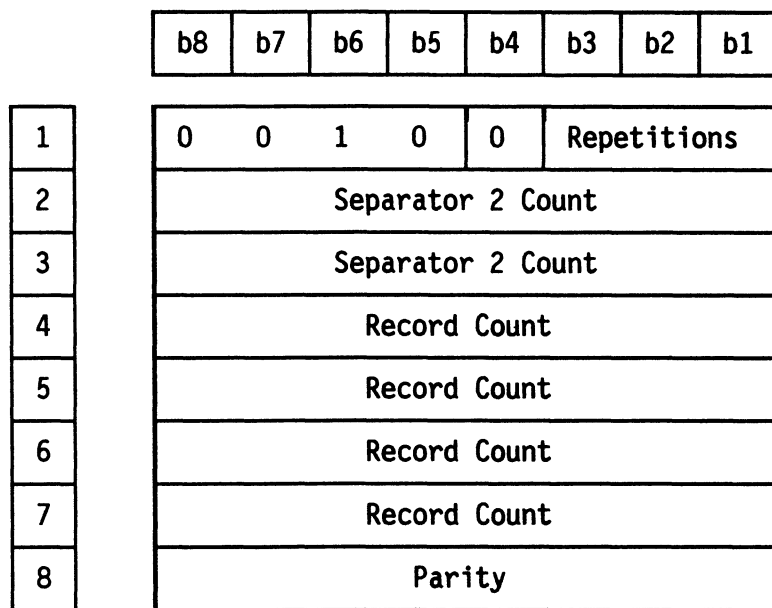 b8 b7 b6 b5 b4 b3 b2 b1
1 0 0 1 0 0 Repetitions
2 Separator 2 Count
3 Separator 2 Count
4 Record Count
5 Record Count
6 Record Count
7 Record Count
8 Parity